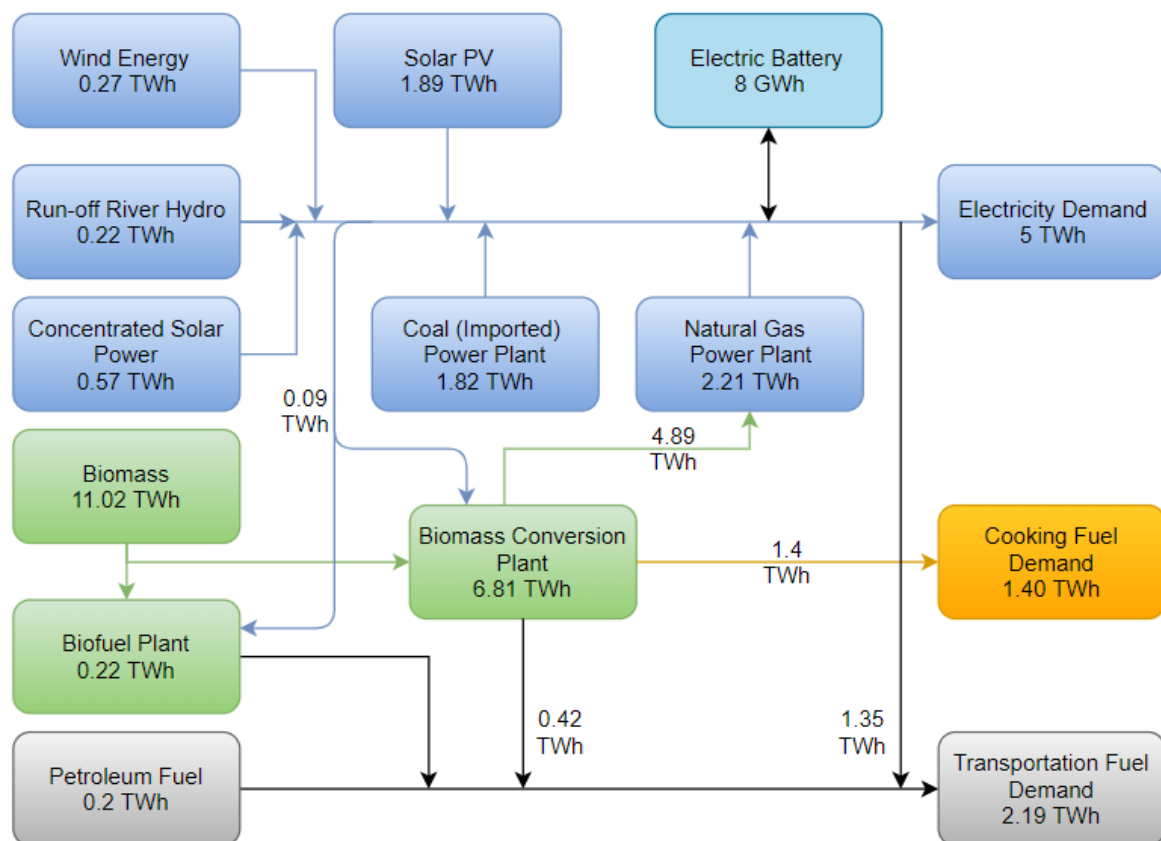 Wind Energy
0.27 TWh
Solar PV
1.89 TWh
Electric Battery
8 GWh
Run-off River Hydro
0.22 TWh
Electricity Demand
5 TWh
Concentrated Solar
Power
0.57 TWh
Coal (Imported)
Power Plant
1.82 TWh
Natural Gas
Power Plant
2.21 TWh
0.09
TWh
4.89
TWh
Biomass
11.02 TWh
Biomass Conversion
Plant
6.81 TWh
1.4
TWh
Cooking Fuel
Demand
1.40 TWh
Biofuel Plant
0.22 TWh
0.42
TWh
1.35
TWh
Petroleum Fuel
0.2 TWh
Transportation Fuel
Demand
2.19 TWh